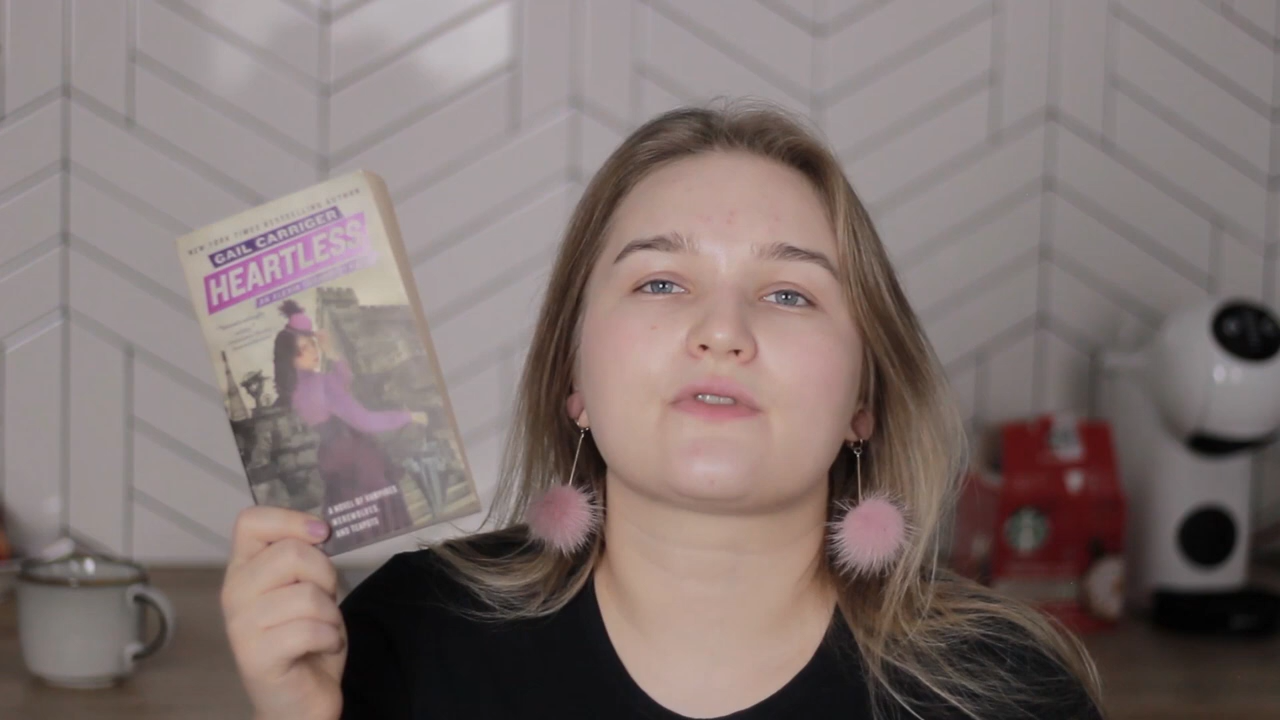 NEW YORK TIMES BESTSELLING AUTHOR
GAIL CARRIGER
HEARTLESS
A NOVEL OF VAMPIRES,
WEREWOLVES,
AND TEAPOTS